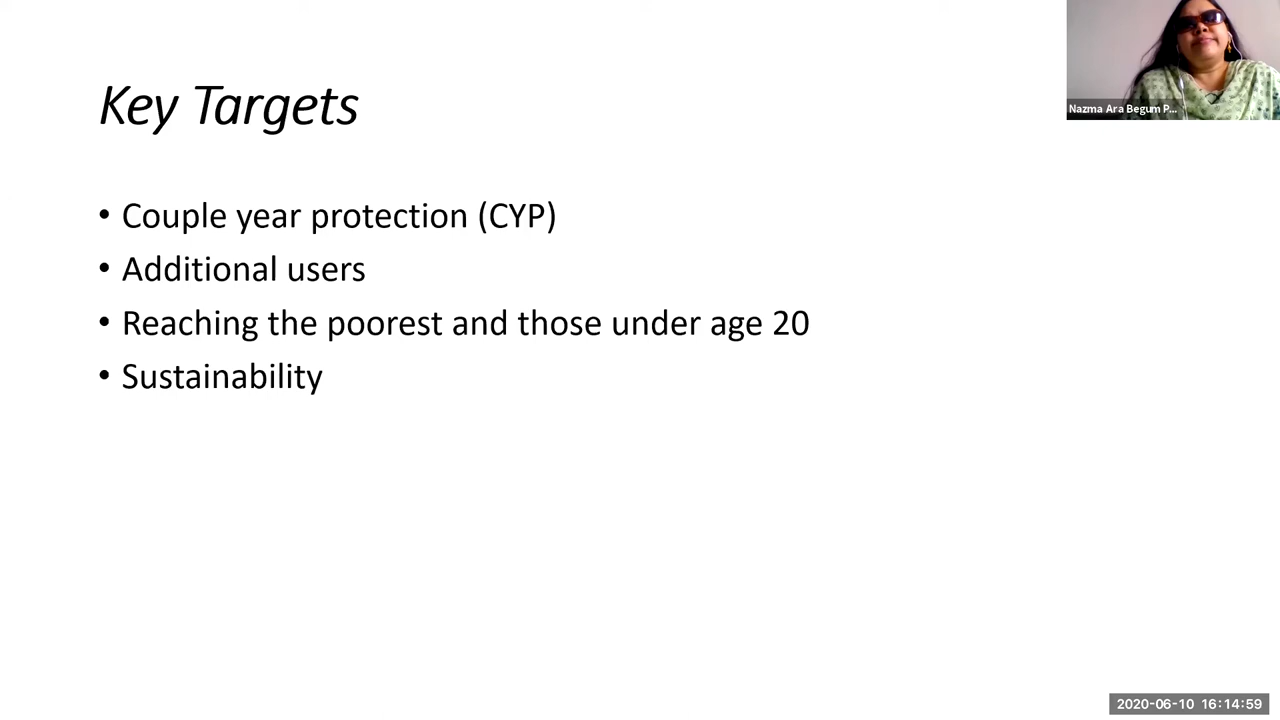 Key Targets
• Couple year protection (CYP)
• Additional users
• Reaching the poorest and those under age 20
• Sustainability
Nazma Ara Begum P...
2020-06-10 16:14:59